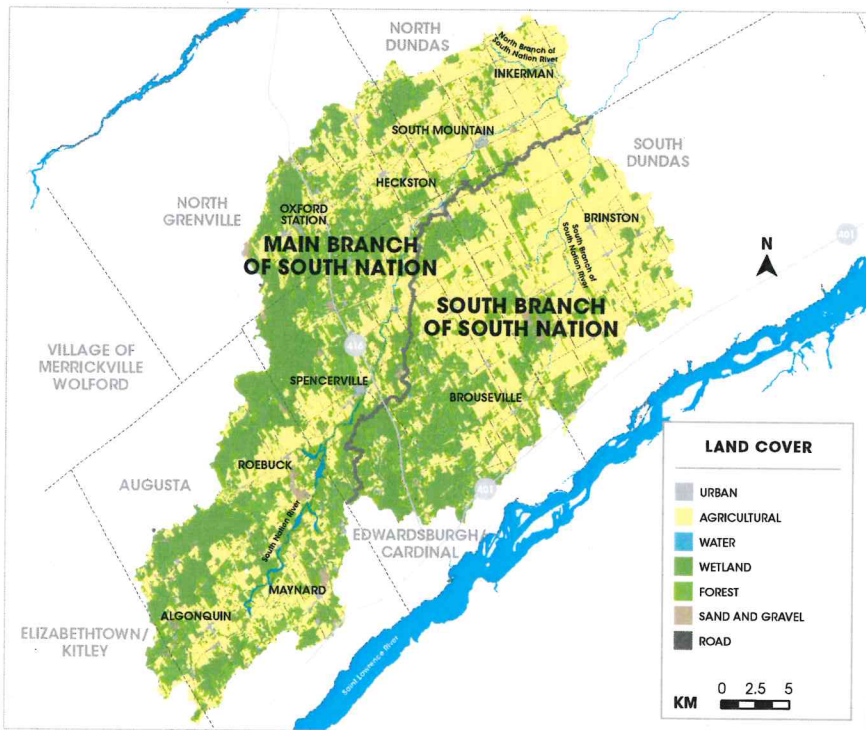 NORTH
DUNDAS
North Branch of
South Nation River
INKERMAN
SOUTH MOUNTAIN
SOUTH
DUNDAS
HECKSTON
NORTH
GRENVILLE
OXFORD
STATION
BRINSTON
South Branch of
South Nation River
401
N
MAIN BRANCH
OF SOUTH NATION
SOUTH BRANCH
OF SOUTH NATION
416
VILLAGE OF
MERRICKVILLE
WOLFORD
SPENCERVILLE
BROUSEVILLE
ROEBUCK
AUGUSTA
401
South Nation River
EDWARDSBURGH/
CARDINAL
MAYNARD
ALGONQUIN
ELIZABETHTOWN/
KITLEY
Saint Lawrence River
LAND COVER
URBAN
AGRICULTURAL
WATER
WETLAND
FOREST
SAND AND GRAVEL
ROAD
KM 0 2.5 5